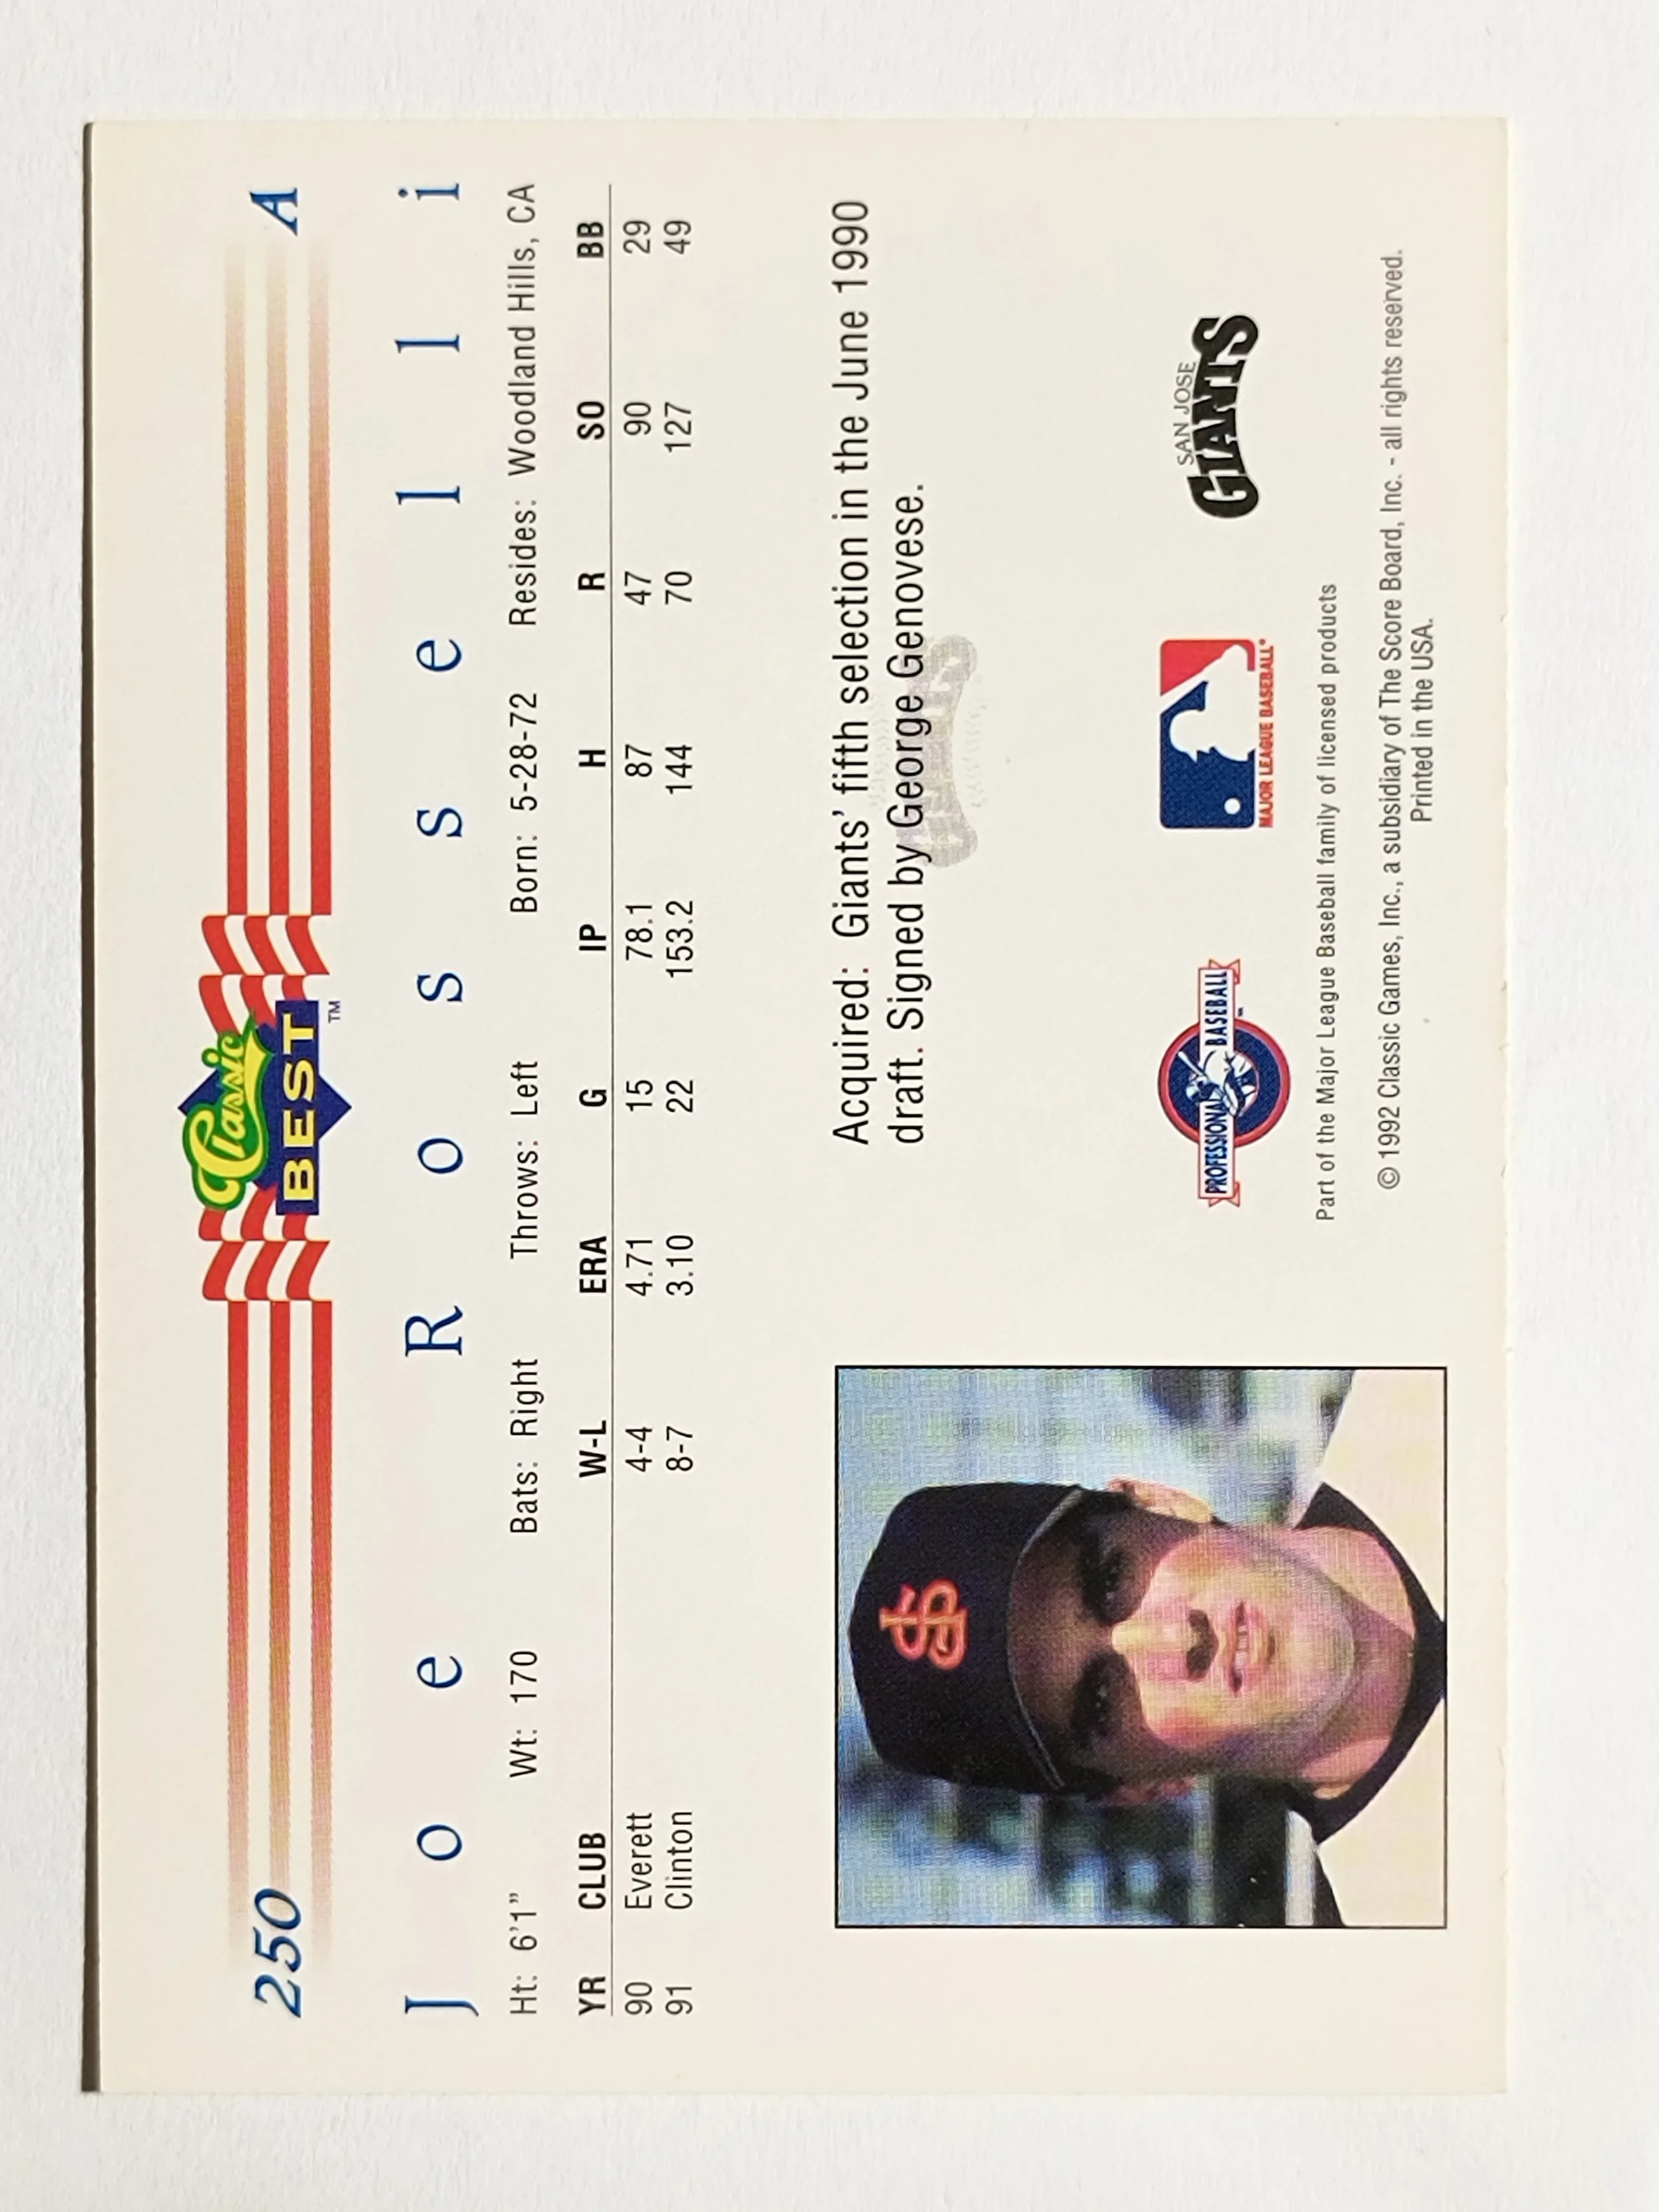 250 A
Classic
BEST
TM
Joe Rosselli
Ht: 6'1" Wt: 170 Bats: Right Throws: Left Born: 5-28-72 Resides: Woodland Hills, CA
YR CLUB W-L ERA G IP H R SO BB
90 Everett 4-4 4.71 15 78.1 87 47 90 29
91 Clinton 8-7 3.10 22 153.2 144 70 127 49
Acquired: Giants' fifth selection in the June 1990
draft. Signed by George Genovese.
SJ
PROFESSIONAL BASEBALL
MAJOR LEAGUE BASEBALL
SAN JOSE
GIANTS
Part of the Major League Baseball family of licensed products
© 1992 Classic Games, Inc., a subsidiary of The Score Board, Inc. - all rights reserved.
Printed in the USA.